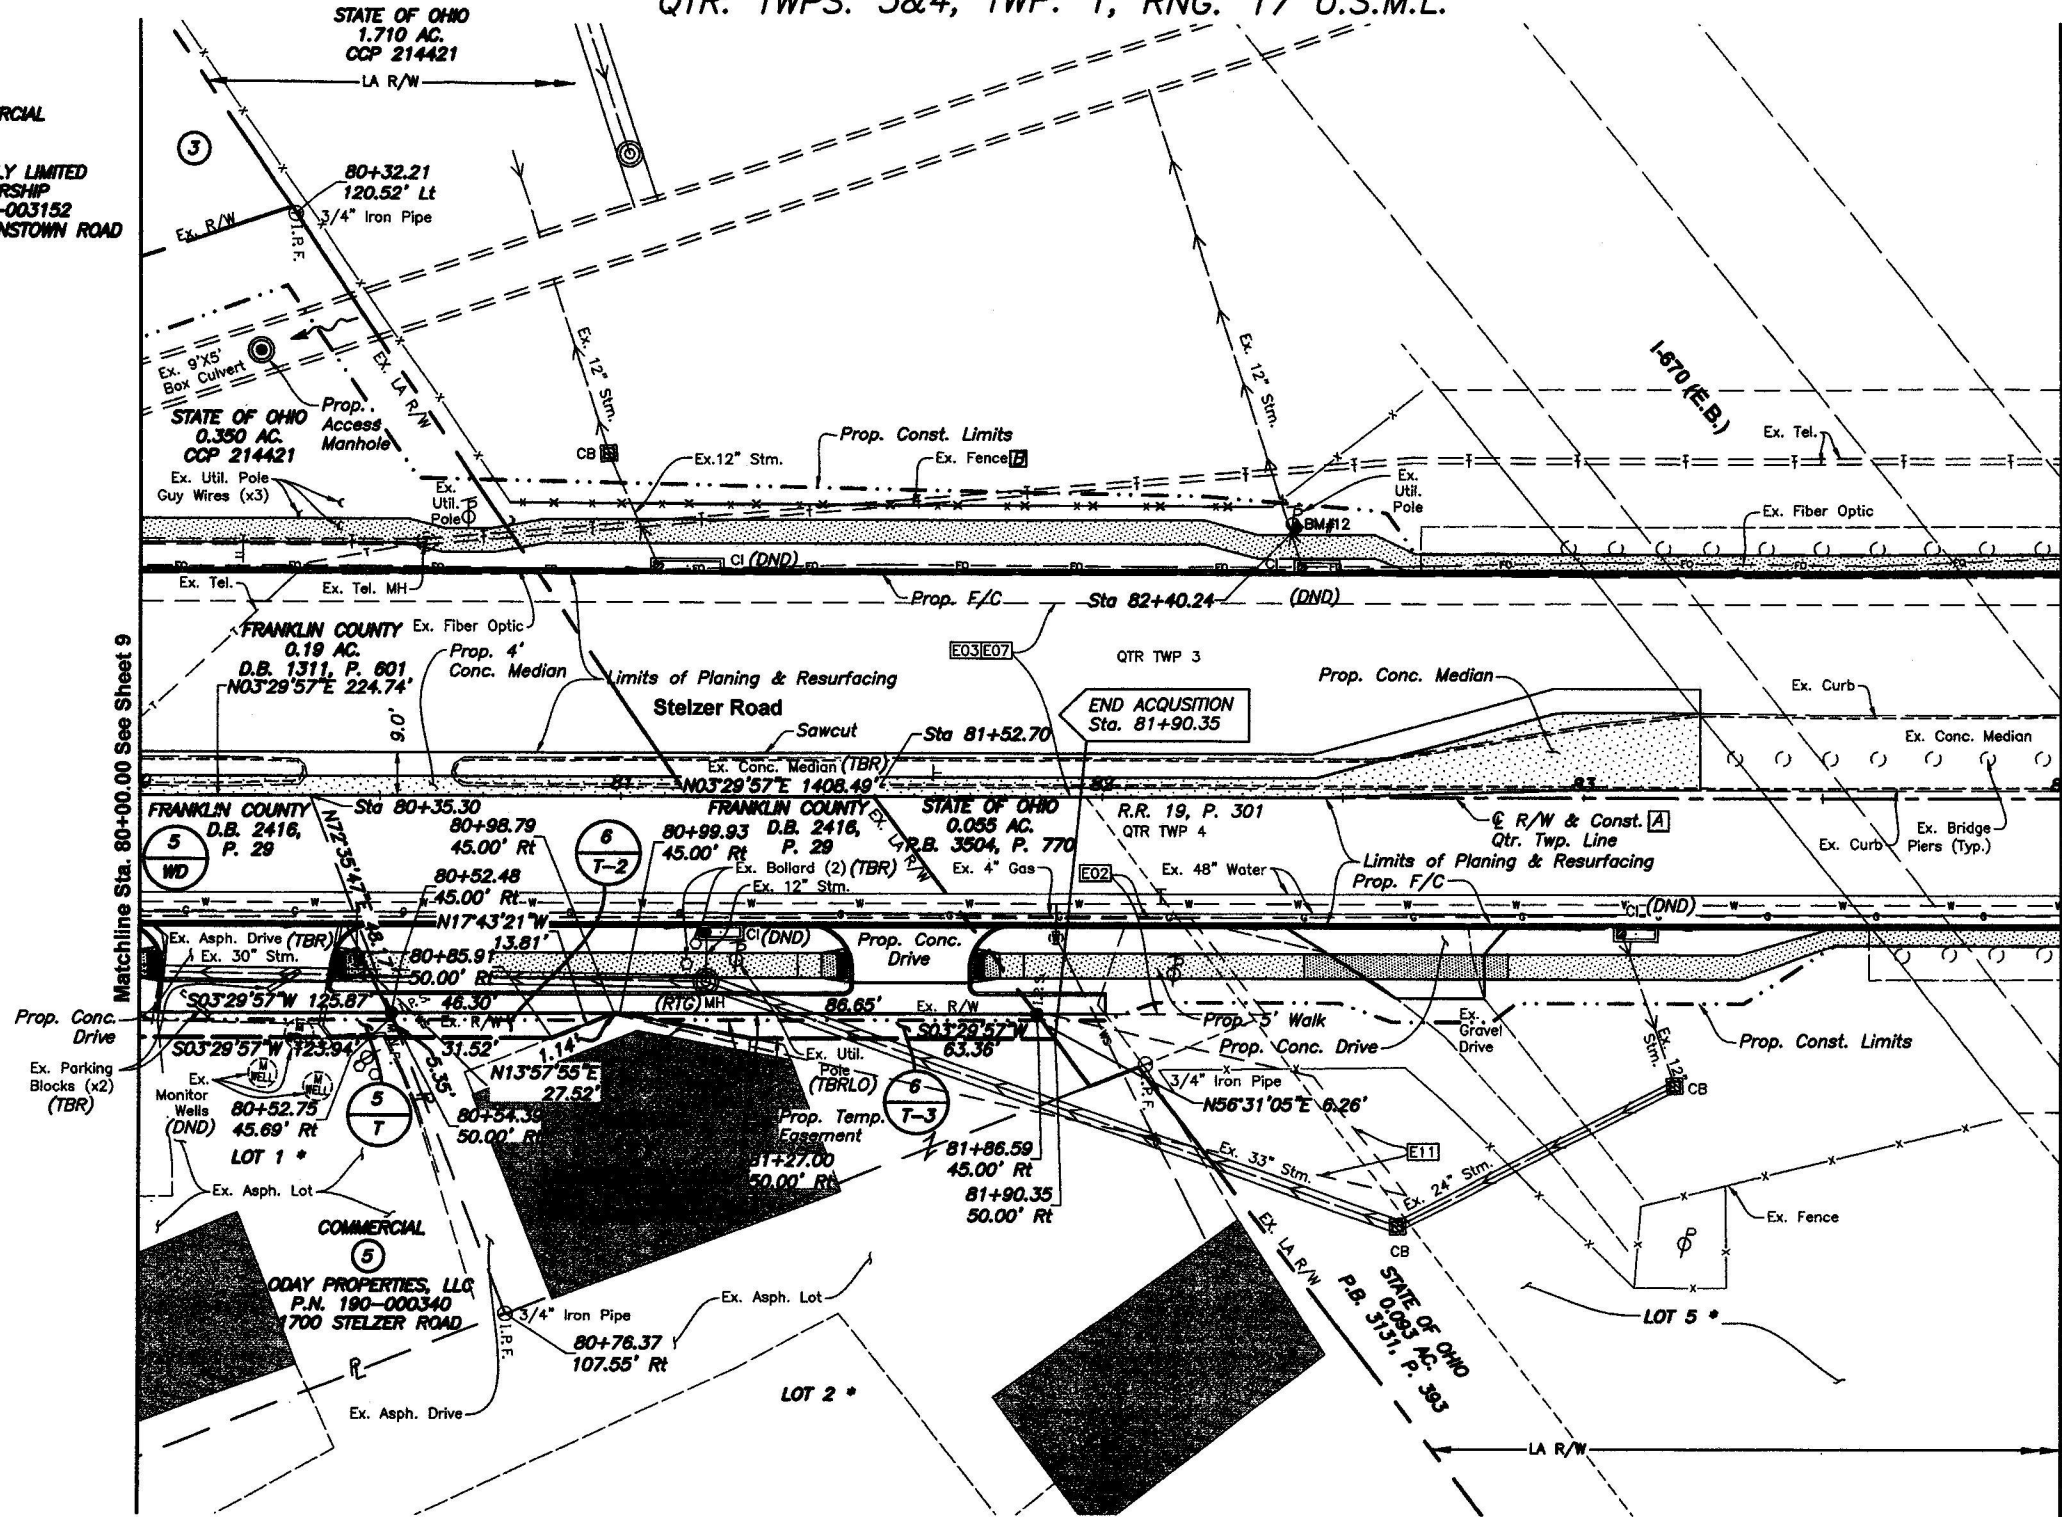 QTR. TWPS. 3&4, TWP. 1, RNG. 17 U.S.M.L.
STATE OF OHIO
1.710 AC.
CCP 214421
LA R/W
3
80+32.21
120.52' Lt
3/4" Iron Pipe
I.P.F.
Ex. R/W
LIMITED
-003152
ROAD
Ex. 9'X5'
Box Culvert
Prop.
Access
Manhole
EX. LA R/W
STATE OF OHIO
0.350 AC.
CCP 214421
Ex. Util. Pole
Guy Wires (x3)
Ex.
Util.
Pole
Ex. 12" Stm.
CB
Ex.12" Stm.
Prop. Const. Limits
Ex. Fence B
Ex. 12" Stm.
Ex.
Util.
Pole
BM#12
I-670 (E.B.)
Ex. Tel.
Ex. Fiber Optic
CI (DND)
Ex. Tel.
Ex. Tel. MH
Prop. F/C
Sta 82+40.24
(DND)
Matchline Sta. 80+00.00 See Sheet 9
FRANKLIN COUNTY
0.19 AC.
D.B. 1311, P. 601
N03°29'57"E 224.74'
Ex. Fiber Optic
Prop. 4'
Conc. Median
E03 E07
QTR TWP 3
Limits of Planing & Resurfacing
Stelzer Road
END ACQUSITION
Sta. 81+90.35
Prop. Conc. Median
Ex. Curb
9.0'
Sawcut
Sta 81+52.70
Ex. Conc. Median
Ex. Conc. Median (TBR)
81
N03°29'57"E 1408.49'
82
83
FRANKLIN COUNTY
D.B. 2416,
P. 29
Sta 80+35.30
5
WD
N72°35'47"E 48.17'
80+98.79
45.00' Rt
6
T-2
80+99.93
45.00' Rt
FRANKLIN COUNTY
D.B. 2416,
P. 29
EX. LA R/W
STATE OF OHIO
0.055 AC.
P.B. 3504, P. 770
R.R. 19, P. 301
QTR TWP 4
℄ R/W & Const. A
Qtr. Twp. Line
Ex. Curb
Ex. Bridge
Piers (Typ.)
Limits of Planing & Resurfacing
Prop. F/C
80+52.48
45.00' Rt
Ex. Bollard (2) (TBR)
Ex. 12" Stm.
Ex. 4" Gas
E02
Ex. 48" Water
N17°43'21"W
13.81'
CI (DND)
CI (DND)
Prop. Conc.
Drive
Ex. Asph. Drive (TBR)
Ex. 30" Stm.
80+85.91
50.00' Rt
S03°29'57"W 125.87'
I.P.S.
46.30'
(RTG) MH
86.65'
Ex. R/W
I.P.S.
Prop. Conc.
Drive
Ex. R/W
S03°29'57"W 123.94'
31.52'
1.14'
S03°29'57"W
63.36'
Prop. 5' Walk
Prop. Conc. Drive
Ex.
Gravel
Drive
Prop. Const. Limits
Ex. 12"
Stm.
CB
Ex. Parking
Blocks (x2)
(TBR)
Ex.
Monitor
Wells
(DND)
M
WELL
M
WELL
5.35'
N13°57'55"E
27.52'
Ex. Util.
Pole
(TBRLO)
6
T-3
3/4" Iron Pipe
I.P.F.
N56°31'05"E 6.26'
80+52.75
45.69' Rt
5
T
80+54.39
50.00' Rt
Prop. Temp.
Easement
81+27.00
50.00' Rt
81+86.59
45.00' Rt
81+90.35
50.00' Rt
LOT 1 *
Ex. Asph. Lot
Ex. 33" Stm.
E11
Ex. 24" Stm.
CB
Ex. Fence
COMMERCIAL
5
ODAY PROPERTIES, LLC
P.N. 190-000340
1700 STELZER ROAD
3/4" Iron Pipe
I.P.F.
80+76.37
107.55' Rt
Ex. Asph. Lot
Ex. Asph. Drive
LOT 2 *
EX. LA R/W
STATE OF OHIO
0.093 AC.
P.B. 3131, P. 393
LOT 5 *
LA R/W